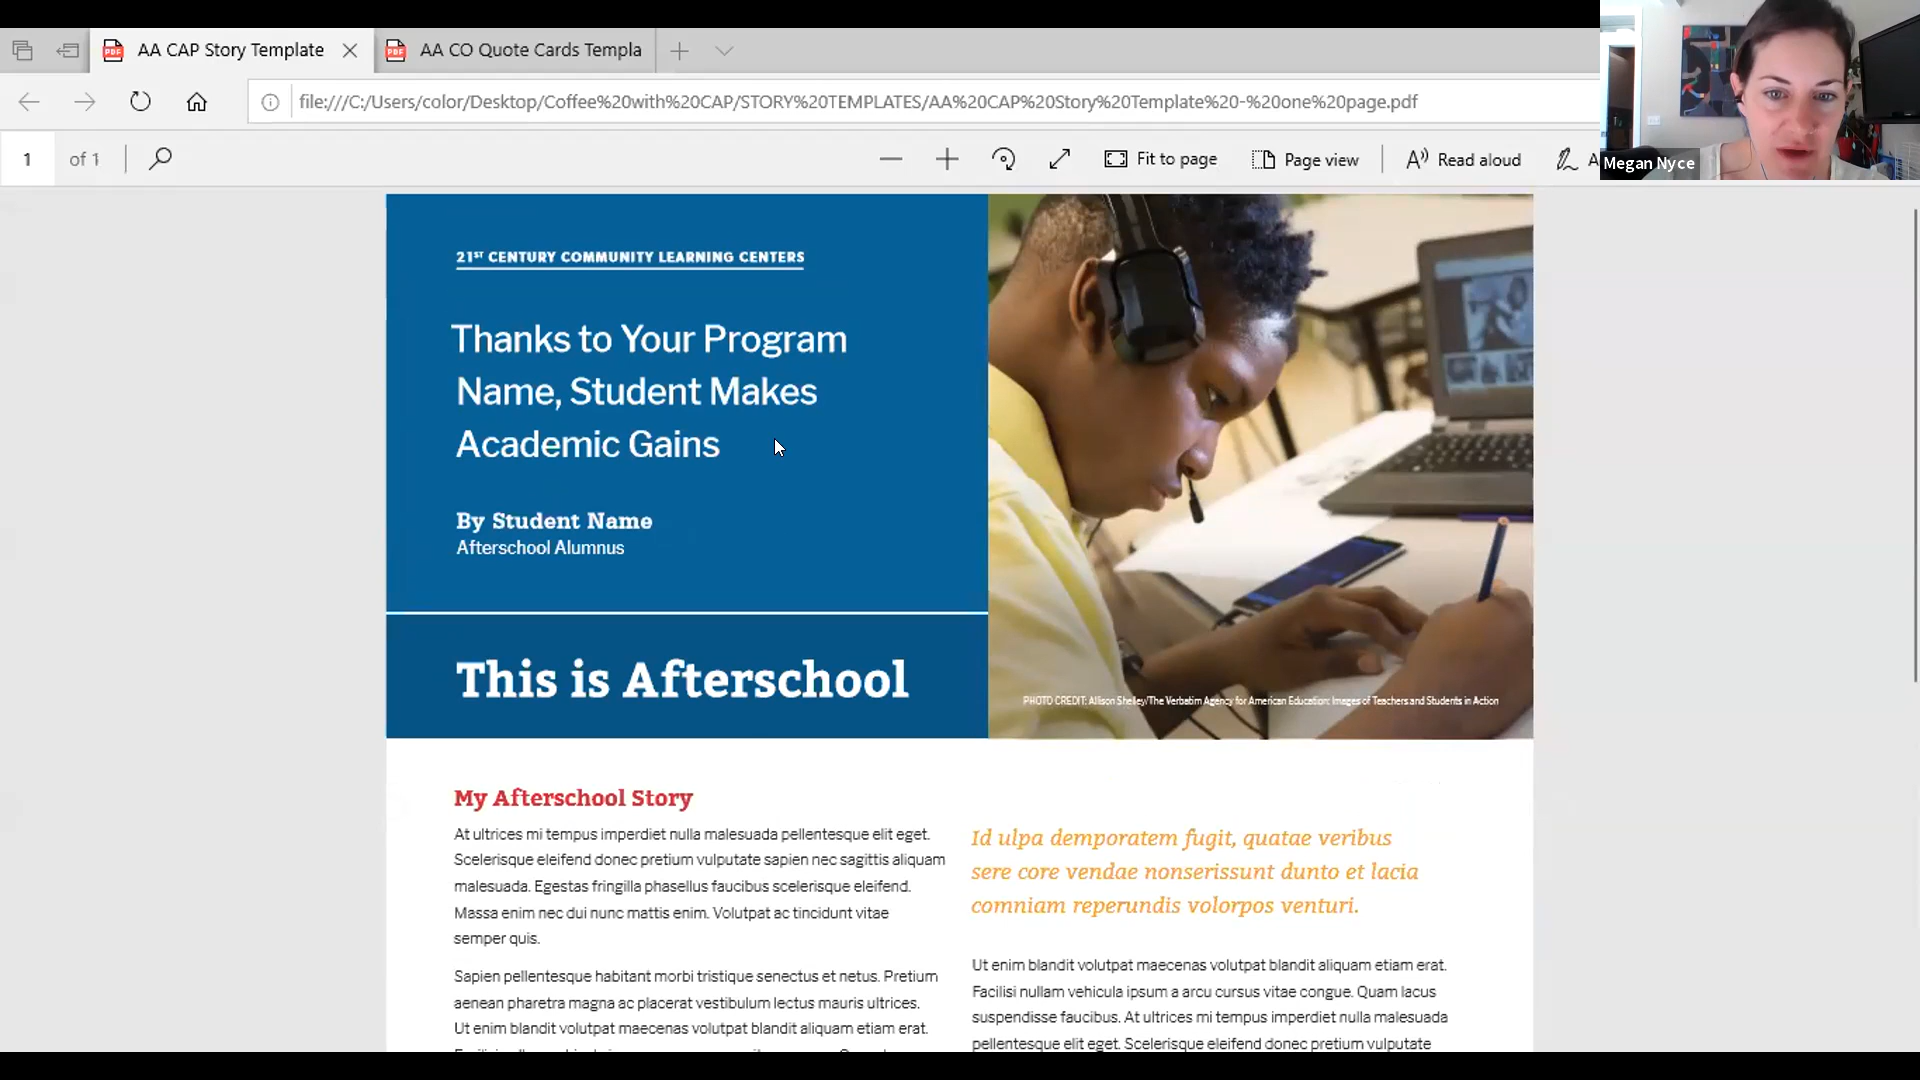 AA CAP Story Template
AA CO Quote Cards Templa
file:///C:/Users/color/Desktop/Coffee%20with%20CAP/STORY%20TEMPLATES/AA%20CAP%20Story%20Template%20-%20one%20page.pdf
1 of 1
Fit to page
Page view
Read aloud
A
Megan Nyce
21ST CENTURY COMMUNITY LEARNING CENTERS
Thanks to Your Program
Name, Student Makes
Academic Gains
By Student Name
Afterschool Alumnus
This is Afterschool
PHOTO CREDIT: Allison Shelley/The Verbatim Agency for American Education: Images of Teachers and Students in Action
My Afterschool Story
At ultrices mi tempus imperdiet nulla malesuada pellentesque elit eget.
Scelerisque eleifend donec pretium vulputate sapien nec sagittis aliquam
malesuada. Egestas fringilla phasellus faucibus scelerisque eleifend.
Massa enim nec dui nunc mattis enim. Volutpat ac tincidunt vitae
semper quis.
Sapien pellentesque habitant morbi tristique senectus et netus. Pretium
aenean pharetra magna ac placerat vestibulum lectus mauris ultrices.
Ut enim blandit volutpat maecenas volutpat blandit aliquam etiam erat.
Id ulpa demporatem fugit, quatae veribus
sere core vendae nonserissunt dunto et lacia
comniam reperundis volorpos venturi.
Ut enim blandit volutpat maecenas volutpat blandit aliquam etiam erat.
Facilisi nullam vehicula ipsum a arcu cursus vitae congue. Quam lacus
suspendisse faucibus. At ultrices mi tempus imperdiet nulla malesuada
pellentesque elit eget. Scelerisque eleifend donec pretium vulputate